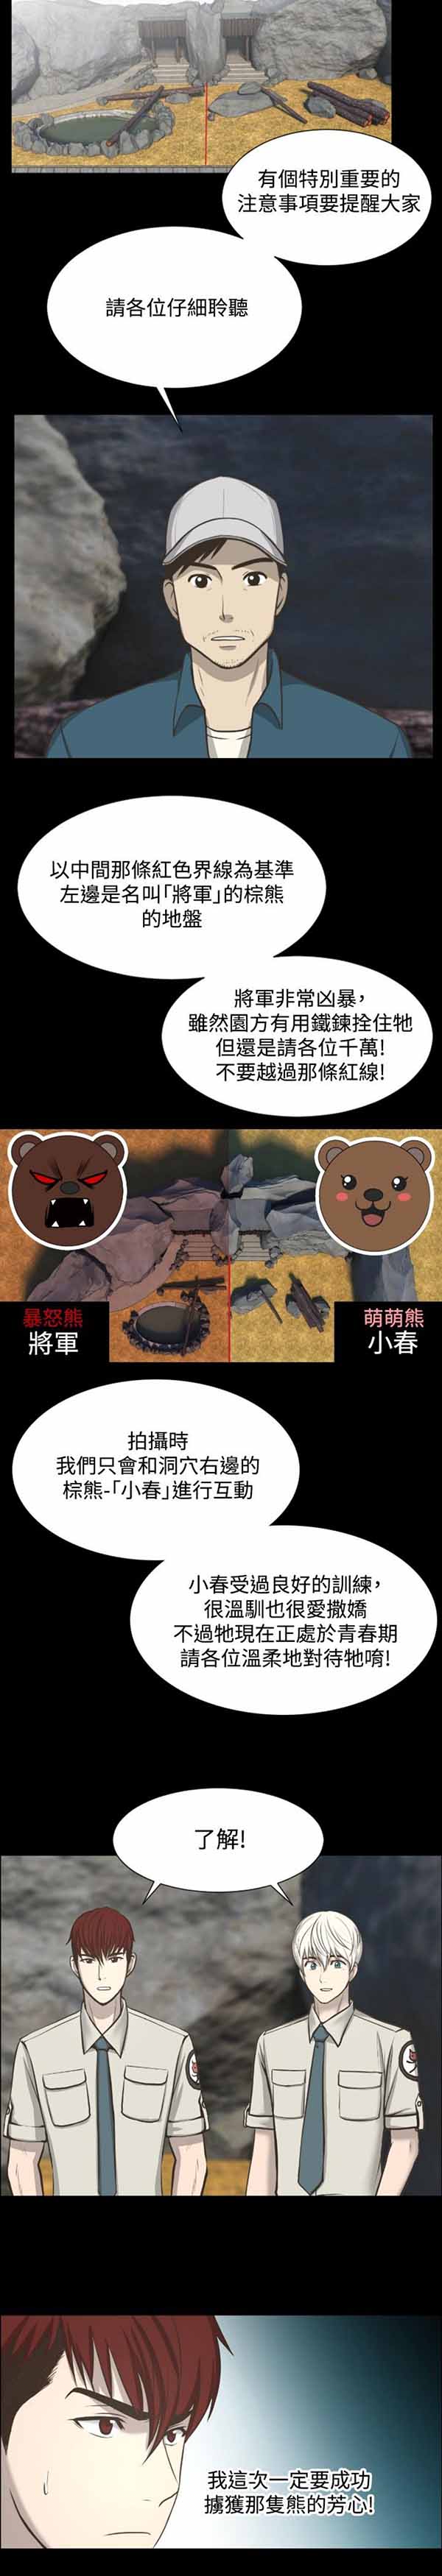 有個特別重要的
注意事項要提醒大家
請各位仔細聆聽
以中間那條紅色界線為基準
左邊是名叫「將軍」的棕熊
的地盤
將軍非常凶暴，
雖然園方有用鐵鍊拴住牠
但還是請各位千萬!
不要越過那條紅線!
暴怒熊
將軍
萌萌熊
小春
拍攝時
我們只會和洞穴右邊的
棕熊-「小春」進行互動
小春受過良好的訓練，
很溫馴也很愛撒嬌
不過牠現在正處於青春期
請各位溫柔地對待牠唷!
了解!
我這次一定要成功
擄獲那隻熊的芳心!